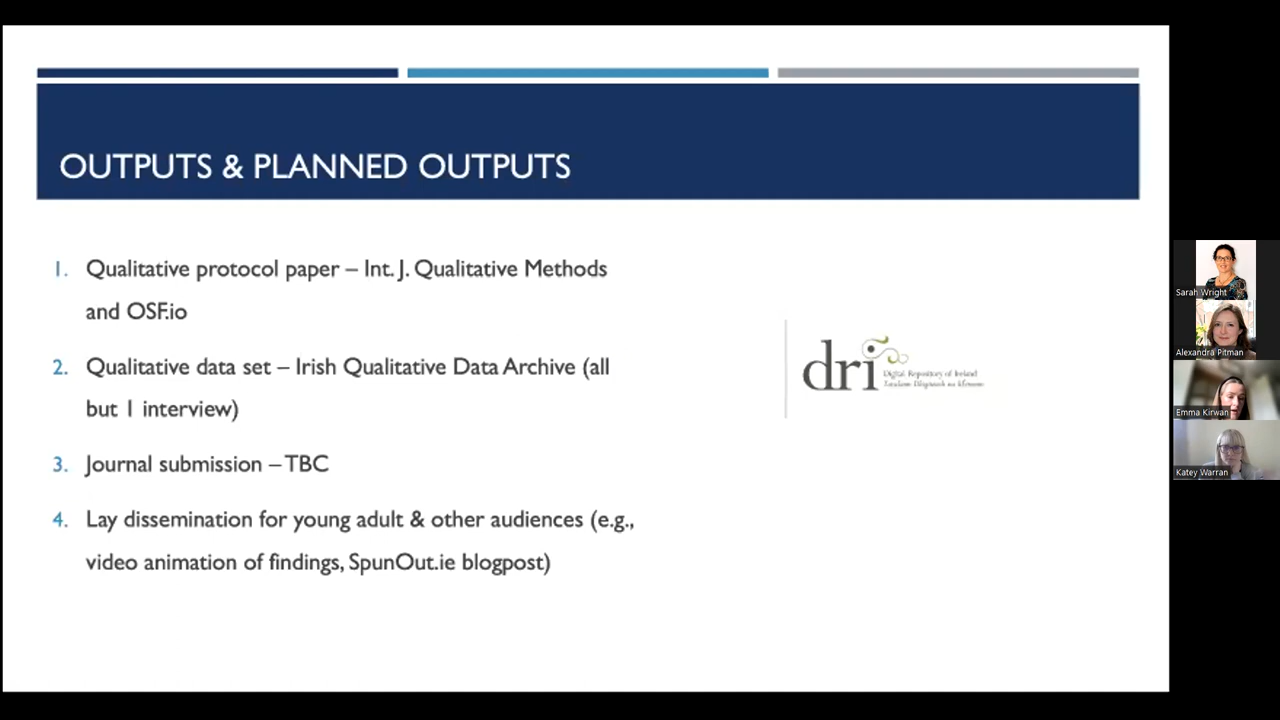 OUTPUTS & PLANNED OUTPUTS
1. Qualitative protocol paper – Int. J. Qualitative Methods
and OSF.io
2. Qualitative data set – Irish Qualitative Data Archive (all
but 1 interview)
3. Journal submission – TBC
4. Lay dissemination for young adult & other audiences (e.g.,
video animation of findings, SpunOut.ie blogpost)
dri
Digital Repository of Ireland
Sarah Wright
Alexandra Pitman
Emma Kirwan
Katey Warran